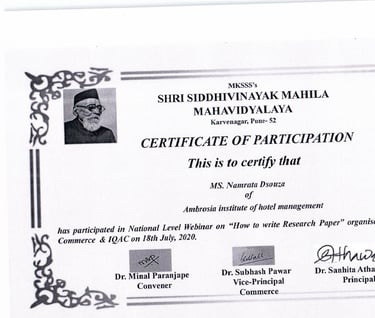 MKSSS's
SHRI SIDDHIVINAYAK MAHILA
MAHAVIDYALAYA
Karvenagar, Pune- 52
CERTIFICATE OF PARTICIPATION
This is to certify that
MS. Namrata Dsouza
of
Ambrosia institute of hotel management
has participated in National Level Webinar on "How to write Research Paper" organise
Commerce & IQAC on 18th July, 2020.
Dr. Minal Paranjape
Convener
Dr. Subhash Pawar
Vice-Principal
Commerce
Dr. Sanhita Atha
Principal